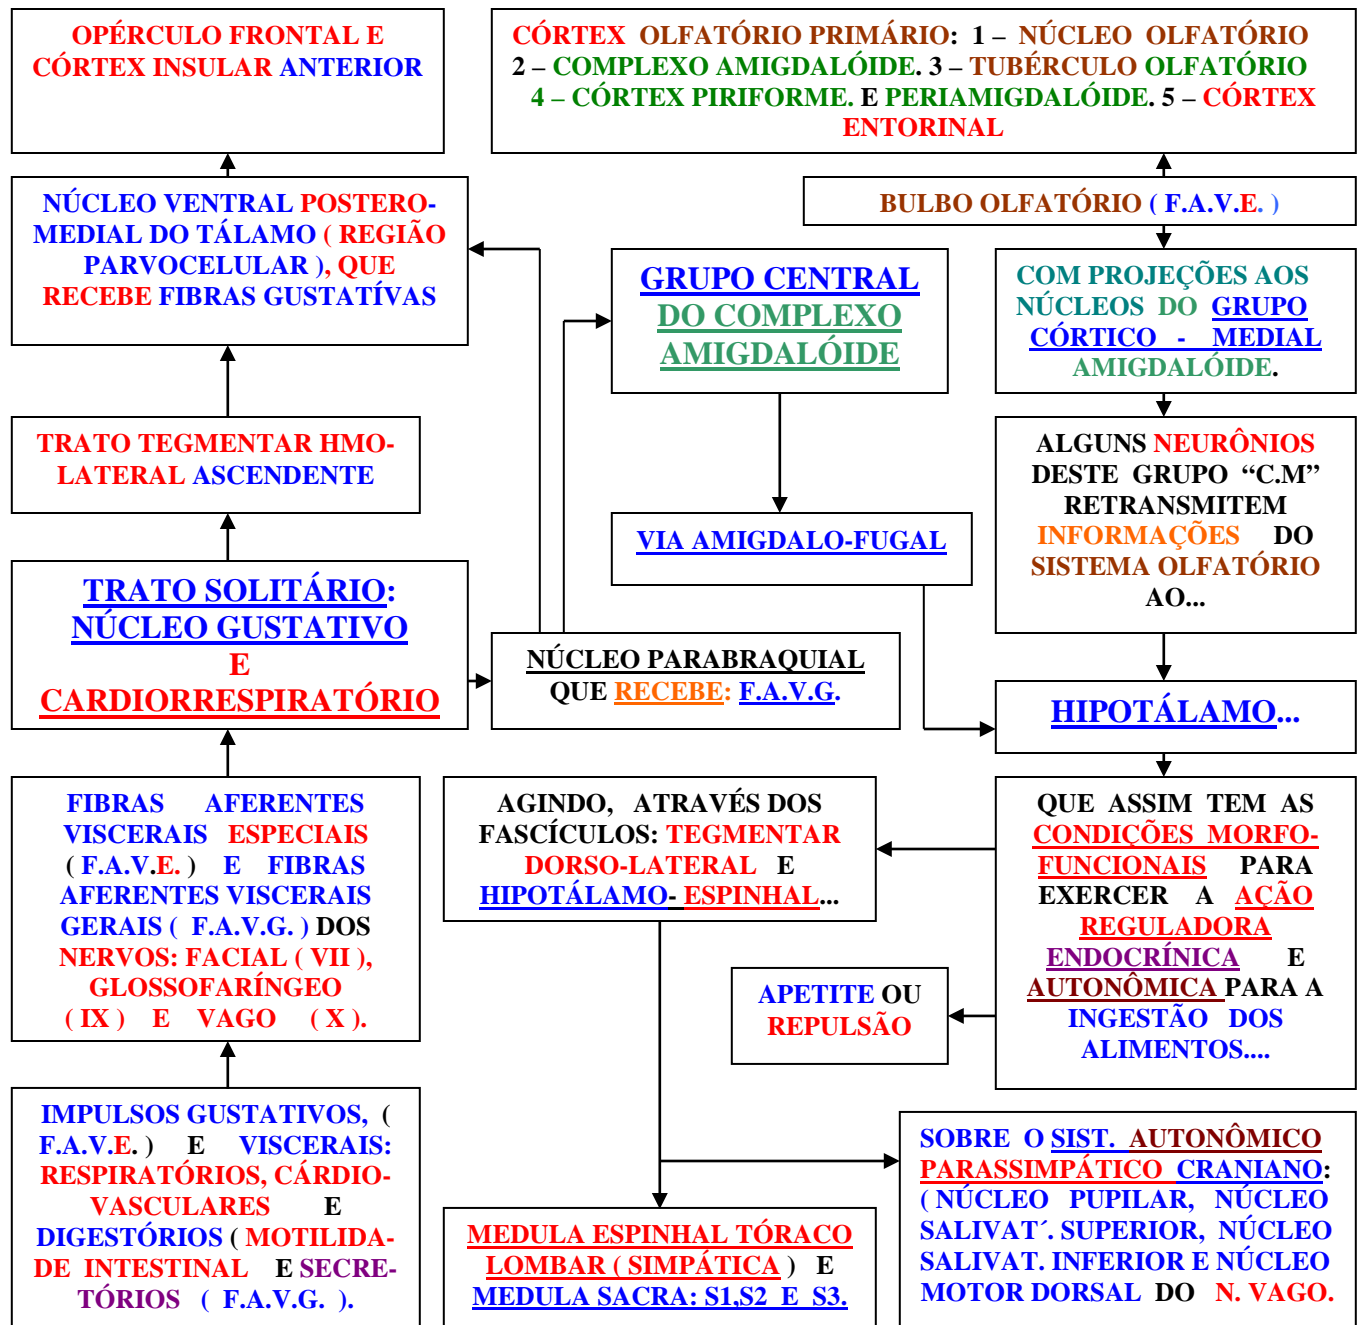 OPÉRCULO FRONTAL E
CÓRTEX INSULAR ANTERIOR
CÓRTEX OLFATÓRIO PRIMÁRIO: 1 – NÚCLEO OLFATÓRIO
2 – COMPLEXO AMIGDALÓIDE. 3 – TUBÉRCULO OLFATÓRIO
4 – CÓRTEX PIRIFORME. E PERIAMIGDALÓIDE. 5 – CÓRTEX
ENTORINAL
NÚCLEO VENTRAL POSTERO-
MEDIAL DO TÁLAMO ( REGIÃO
PARVOCELULAR ), QUE
RECEBE FIBRAS GUSTATÍVAS
BULBO OLFATÓRIO ( F.A.V.E. )
GRUPO CENTRAL
DO COMPLEXO
AMIGDALÓIDE
COM PROJEÇÕES AOS
NÚCLEOS DO GRUPO
CÓRTICO - MEDIAL
AMIGDALÓIDE.
TRATO TEGMENTAR HMO-
LATERAL ASCENDENTE
ALGUNS NEURÔNIOS
DESTE GRUPO “C.M”
RETRANSMITEM
INFORMAÇÕES DO
SISTEMA OLFATÓRIO
AO...
VIA AMIGDALO-FUGAL
TRATO SOLITÁRIO:
NÚCLEO GUSTATIVO
E
CARDIORRESPIRATÓRIO
NÚCLEO PARABRAQUIAL
QUE RECEBE: F.A.V.G.
HIPOTÁLAMO...
FIBRAS AFERENTES
VISCERAIS ESPECIAIS
( F.A.V.E. ) E FIBRAS
AFERENTES VISCERAIS
GERAIS ( F.A.V.G. ) DOS
NERVOS: FACIAL ( VII ),
GLOSSOFARÍNGEO
( IX ) E VAGO ( X ).
AGINDO, ATRAVÉS DOS
FASCÍCULOS: TEGMENTAR
DORSO-LATERAL E
HIPOTÁLAMO- ESPINHAL...
QUE ASSIM TEM AS
CONDIÇÕES MORFO-
FUNCIONAIS PARA
EXERCER A AÇÃO
REGULADORA
ENDOCRÍNICA E
AUTONÔMICA PARA A
INGESTÃO DOS
ALIMENTOS....
APETITE OU
REPULSÃO
IMPULSOS GUSTATIVOS, (
F.A.V.E. ) E VISCERAIS:
RESPIRATÓRIOS, CÁRDIO-
VASCULARES E
DIGESTÓRIOS ( MOTILIDA-
DE INTESTINAL E SECRE-
TÓRIOS ( F.A.V.G. ).
MEDULA ESPINHAL TÓRACO
LOMBAR ( SIMPÁTICA ) E
MEDULA SACRA: S1,S2 E S3.
SOBRE O SIST. AUTONÔMICO
PARASSIMPÁTICO CRANIANO:
( NÚCLEO PUPILAR, NÚCLEO
SALIVAT´. SUPERIOR, NÚCLEO
SALIVAT. INFERIOR E NÚCLEO
MOTOR DORSAL DO N. VAGO.